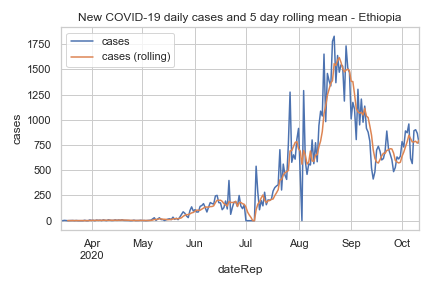 New COVID-19 daily cases and 5 day rolling mean - Ethiopia
cases
cases (rolling)
1750
1500
1250
1000
750
500
250
0
cases
Apr
2020
May
Jun
Jul
Aug
Sep
Oct
dateRep